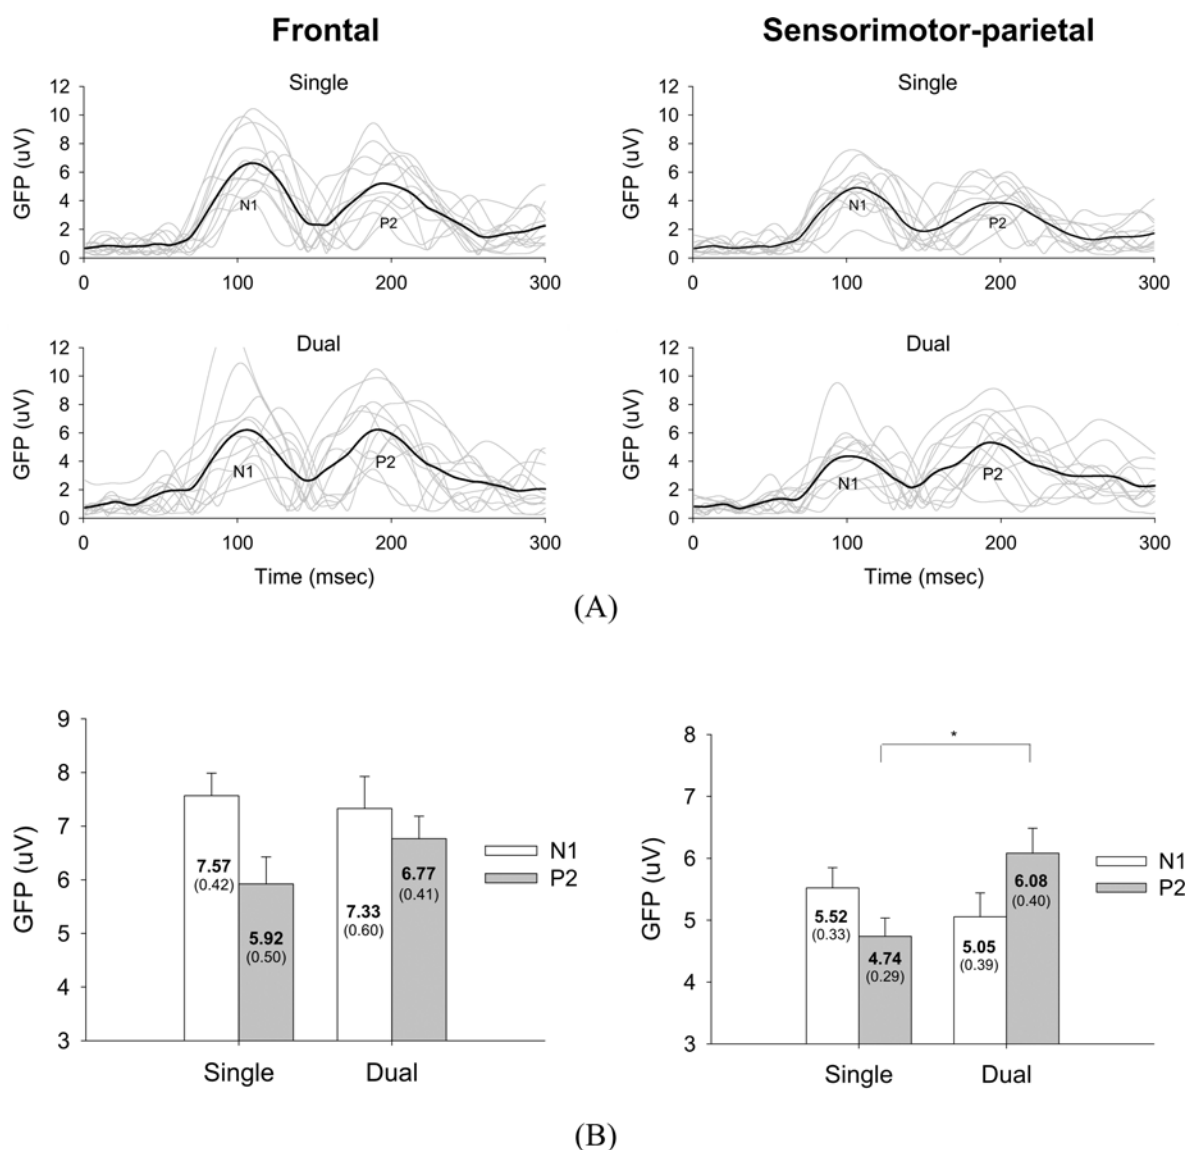 Frontal
Sensorimotor-parietal
Single
12
10
8
6
4
2
0
GFP (uV)
N1
P2
0 100 200 300
Single
12
10
8
6
4
2
0
GFP (uV)
N1
P2
0 100 200 300
Dual
12
10
8
6
4
2
0
GFP (uV)
N1
P2
0 100 200 300
Time (msec)
Dual
12
10
8
6
4
2
0
GFP (uV)
N1
P2
0 100 200 300
Time (msec)
(A)
9
8
7
6
5
4
3
GFP (uV)
7.57
(0.42)
5.92
(0.50)
7.33
(0.60)
6.77
(0.41)
N1
P2
Single Dual
8
7
6
5
4
3
GFP (uV)
*
5.52
(0.33)
4.74
(0.29)
5.05
(0.39)
6.08
(0.40)
N1
P2
Single Dual
(B)